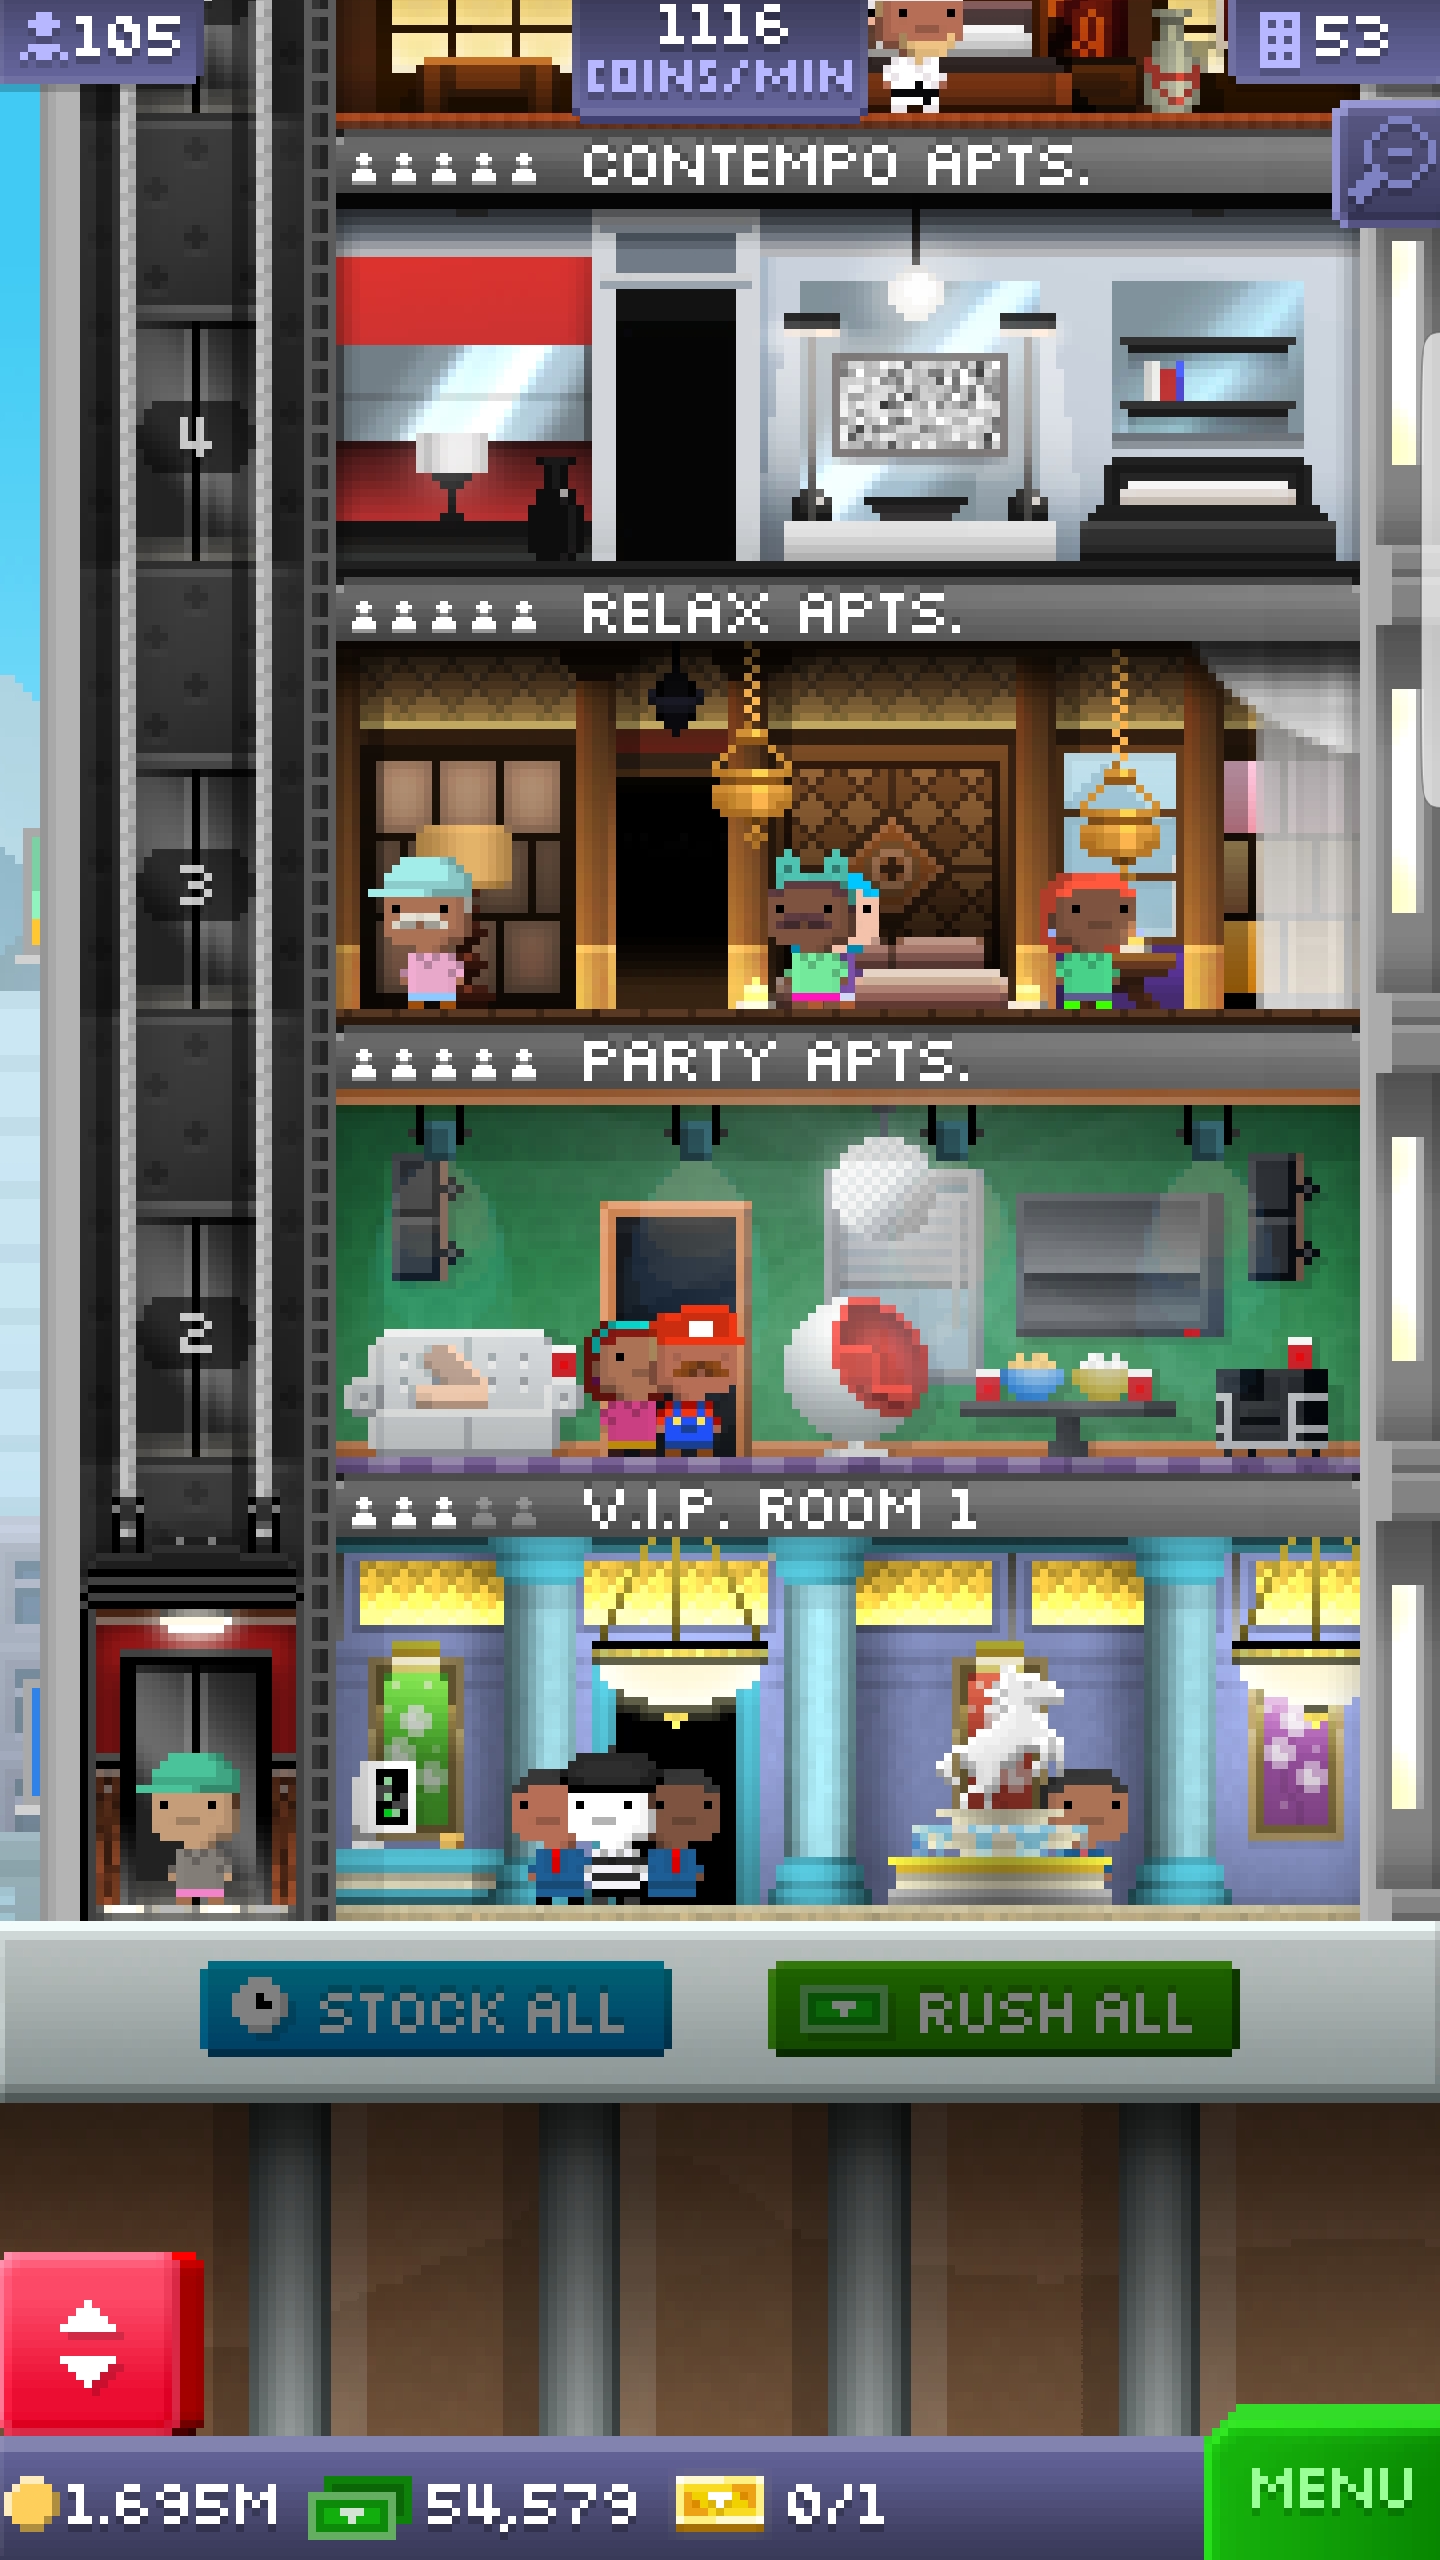 105
1116
COINS/MIN
53
CONTEMPO APTS.
4
RELAX APTS.
3
PARTY APTS.
2
V.I.P. ROOM 1
STOCK ALL
RUSH ALL
1.695M
54,579
0/1
MENU